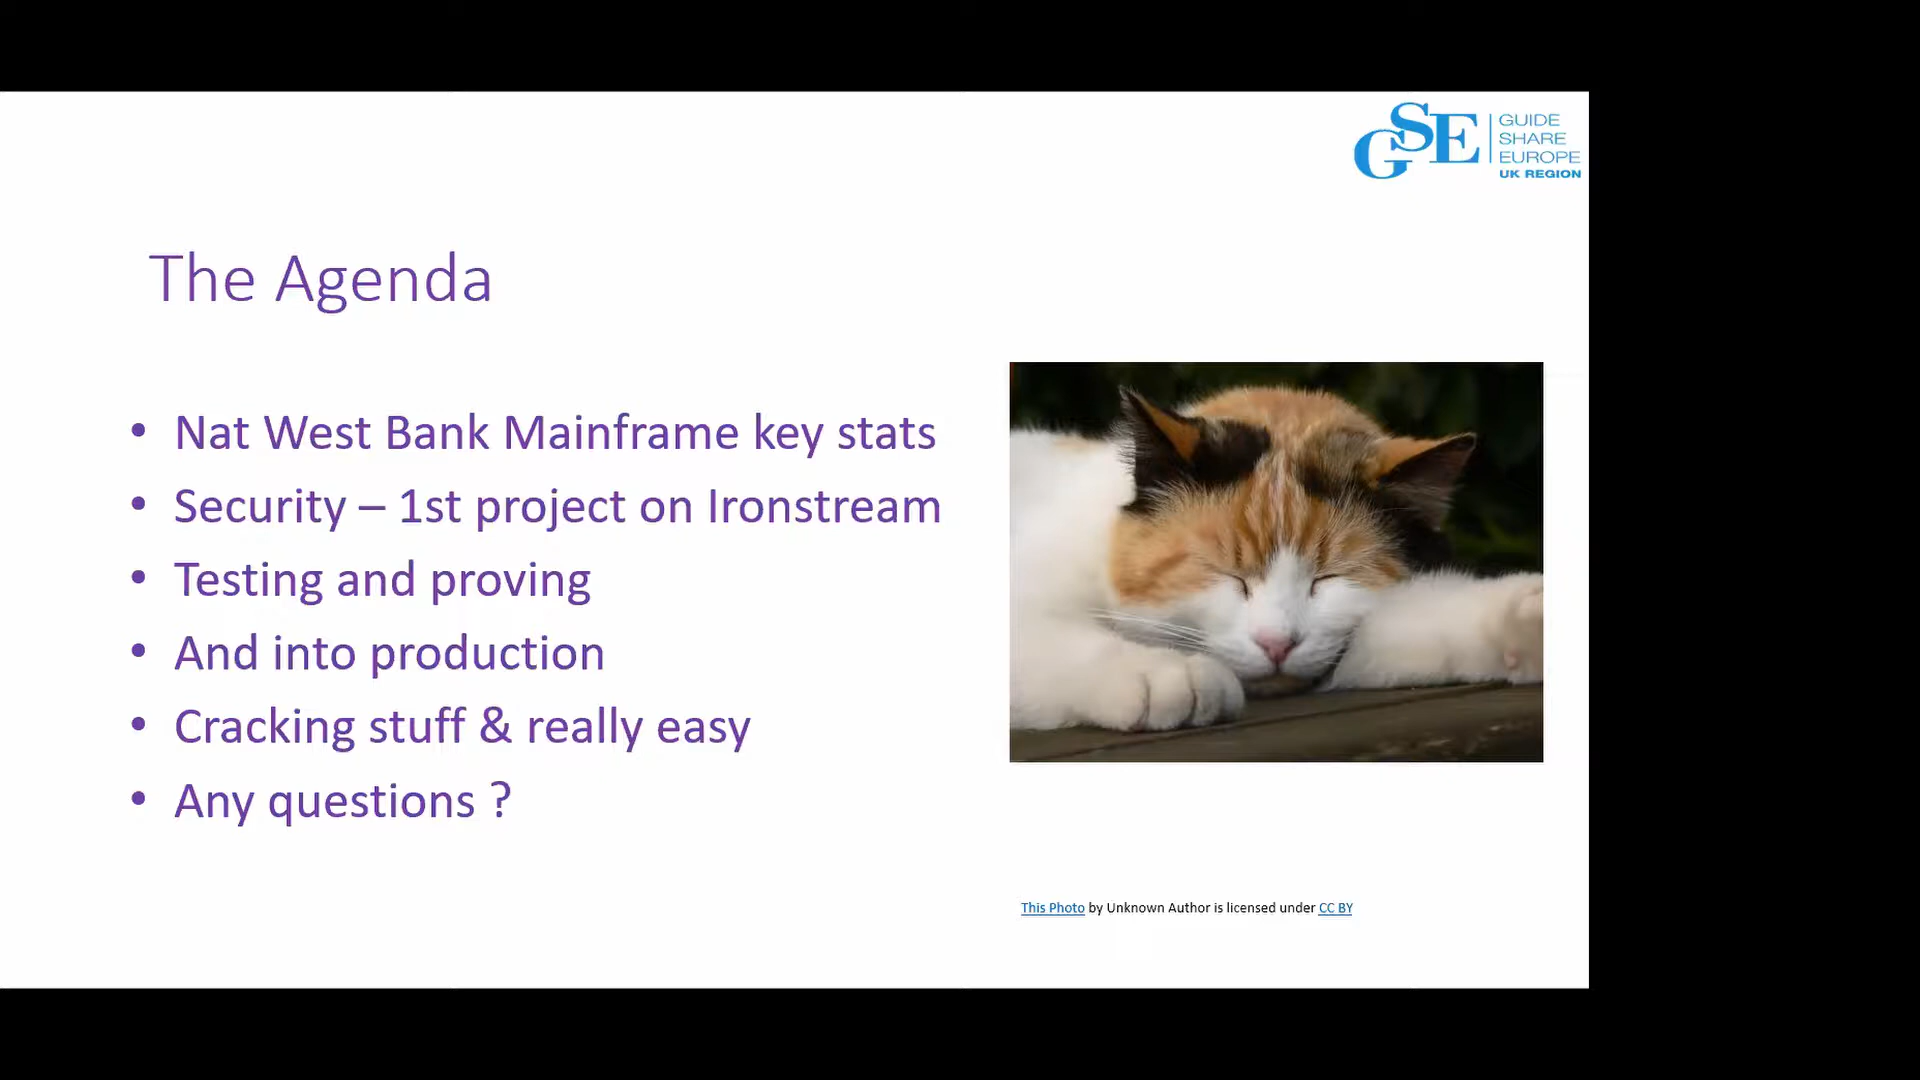 GSE
GUIDE
SHARE
EUROPE
UK REGION
The Agenda
• Nat West Bank Mainframe key stats
• Security – 1st project on Ironstream
• Testing and proving
• And into production
• Cracking stuff & really easy
• Any questions ?
This Photo by Unknown Author is licensed under CC BY